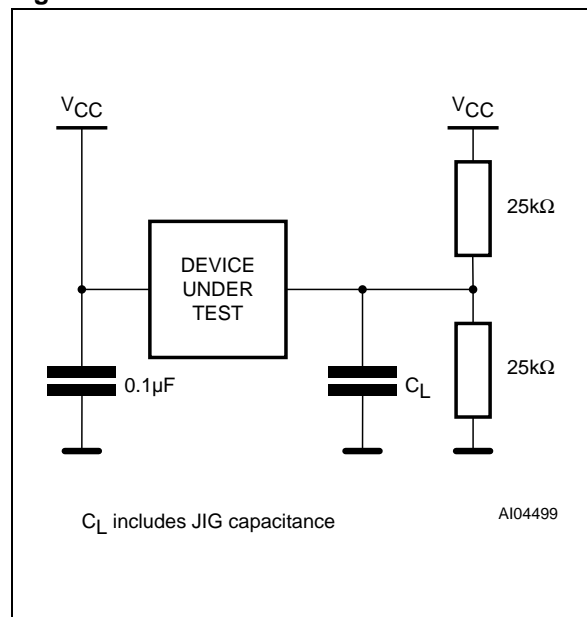 VCC
VCC
25kΩ
DEVICE
UNDER
TEST
0.1µF
CL
25kΩ
CL includes JIG capacitance
AI04499